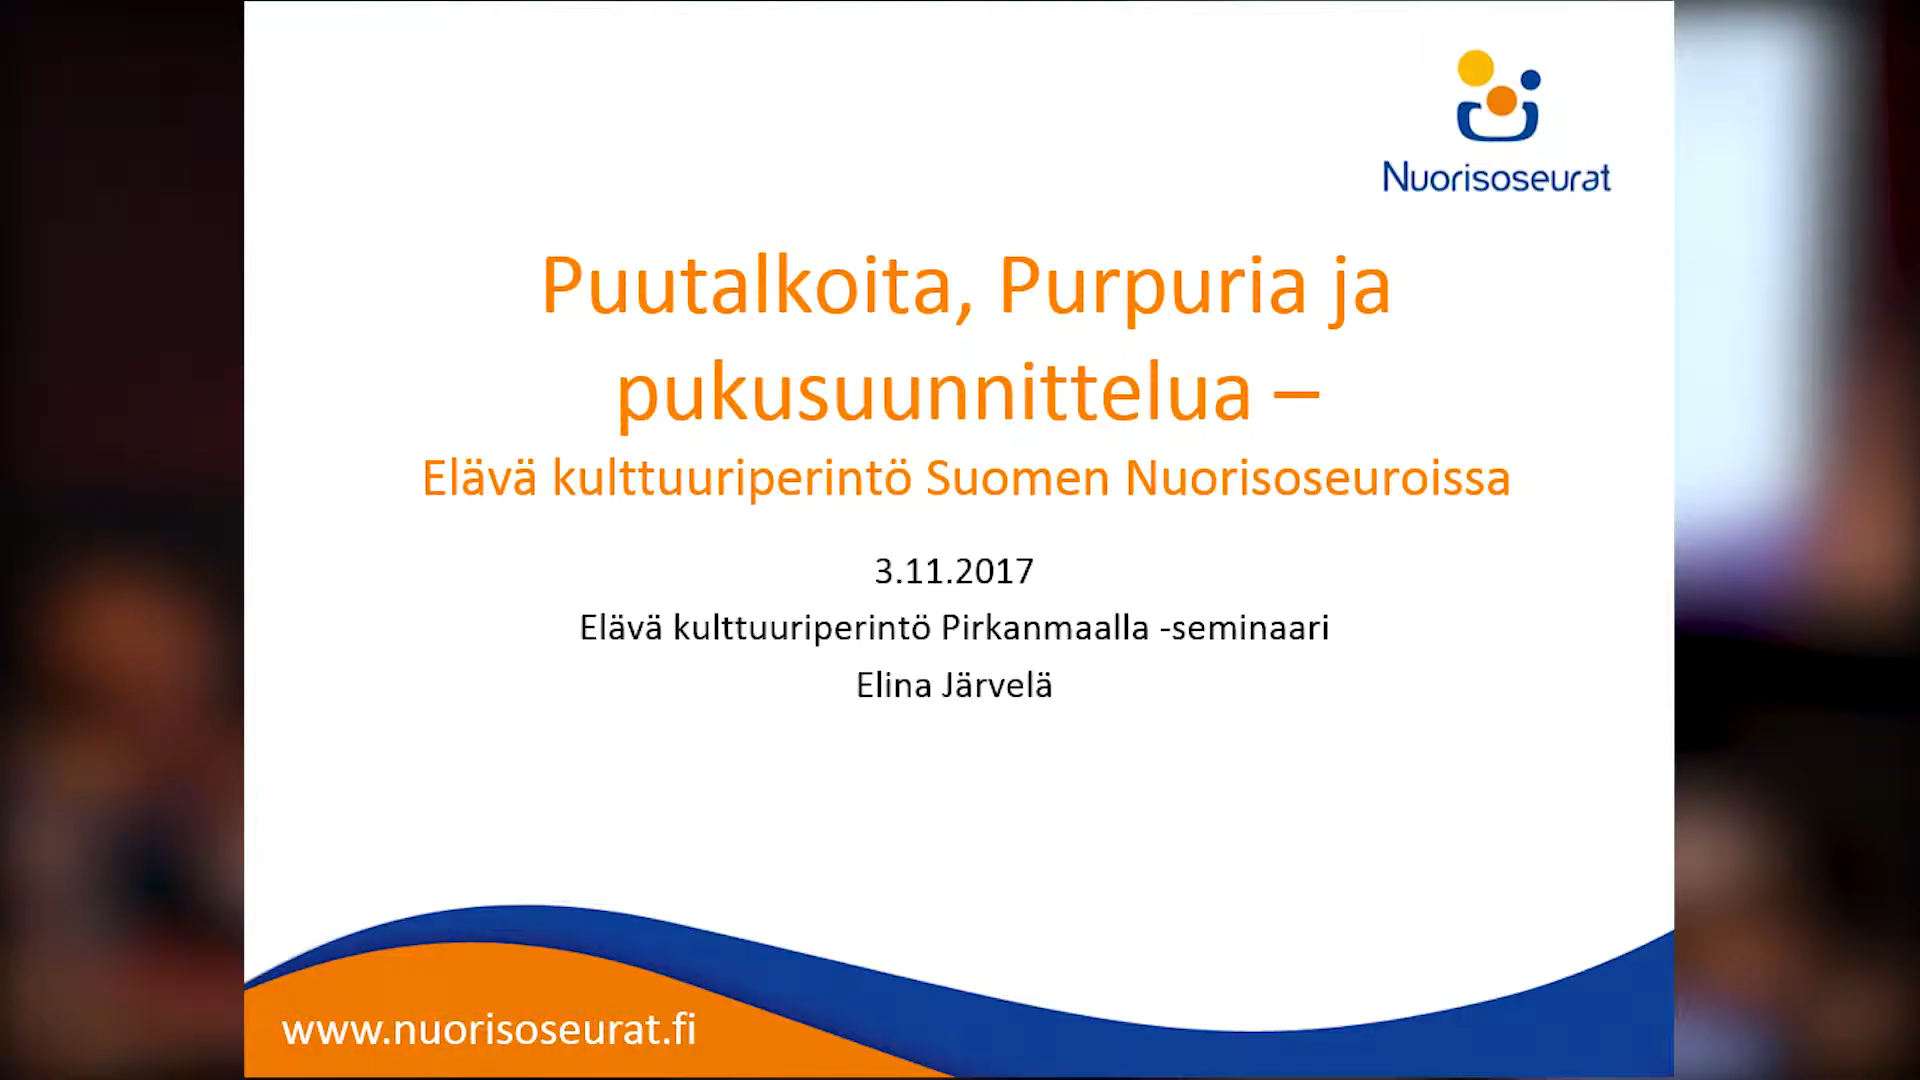 Nuorisoseurat
Puutalkoita, Purpuria ja
pukusuunnittelua –
Elävä kulttuuriperintö Suomen Nuorisoseuroissa
3.11.2017
Elävä kulttuuriperintö Pirkanmaalla -seminaari
Elina Järvelä
www.nuorisoseurat.fi